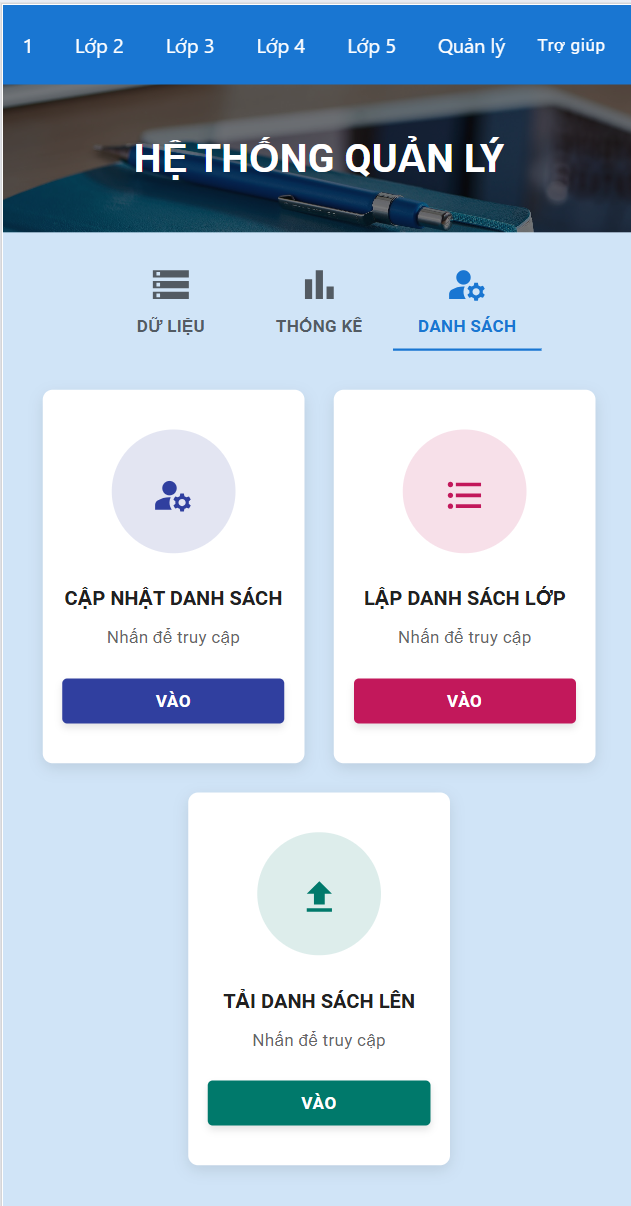 1 Lớp 2 Lớp 3 Lớp 4 Lớp 5 Quản lý Trợ giúp
HỆ THỐNG QUẢN LÝ
DỮ LIỆU THỐNG KÊ DANH SÁCH
CẬP NHẬT DANH SÁCH
Nhấn để truy cập
VÀO
LẬP DANH SÁCH LỚP
Nhấn để truy cập
VÀO
TẢI DANH SÁCH LÊN
Nhấn để truy cập
VÀO